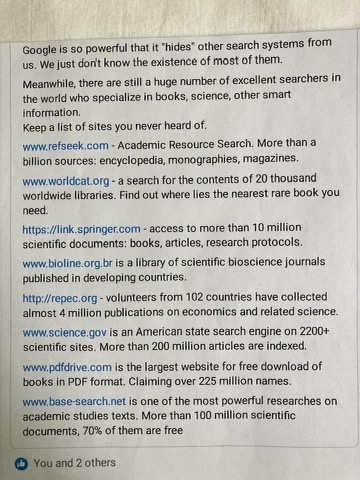 Google is so powerful that it "hides" other search systems from
us. We just don't know the existence of most of them.
Meanwhile, there are still a huge number of excellent searchers in
the world who specialize in books, science, other smart
information.
Keep a list of sites you never heard of.
www.refseek.com - Academic Resource Search. More than a
billion sources: encyclopedia, monographies, magazines.
www.worldcat.org - a search for the contents of 20 thousand
worldwide libraries. Find out where lies the nearest rare book you
need.
https://link.springer.com - access to more than 10 million
scientific documents: books, articles, research protocols.
www.bioline.org.br is a library of scientific bioscience journals
published in developing countries.
http://repec.org - volunteers from 102 countries have collected
almost 4 million publications on economics and related science.
www.science.gov is an American state search engine on 2200+
scientific sites. More than 200 million articles are indexed.
www.pdfdrive.com is the largest website for free download of
books in PDF format. Claiming over 225 million names.
www.base-search.net is one of the most powerful researches on
academic studies texts. More than 100 million scientific
documents, 70% of them are free
You and 2 others